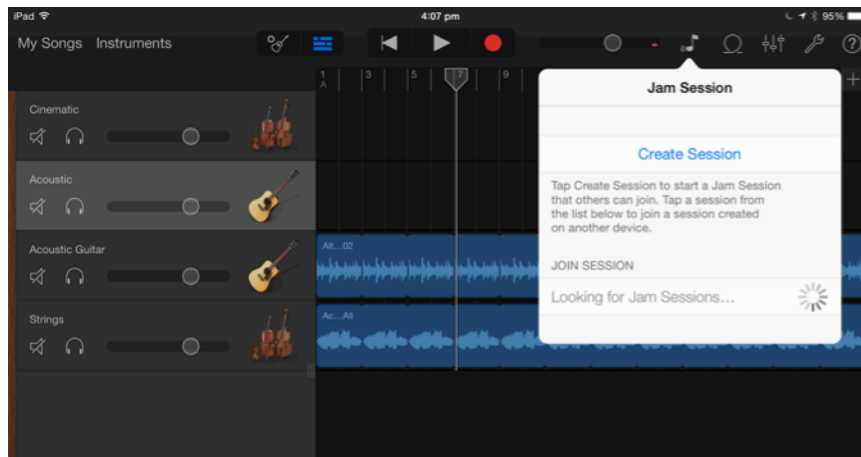 iPad 4:07 pm 95%
My Songs Instruments ?
1 3 5 7 9 +
A
Jam Session
Cinematic
Create Session
Tap Create Session to start a Jam Session
that others can join. Tap a session from
the list below to join a session created
on another device.
Acoustic
Acoustic Guitar
Alt...02
JOIN SESSION
Looking for Jam Sessions...
Strings
Ac...All